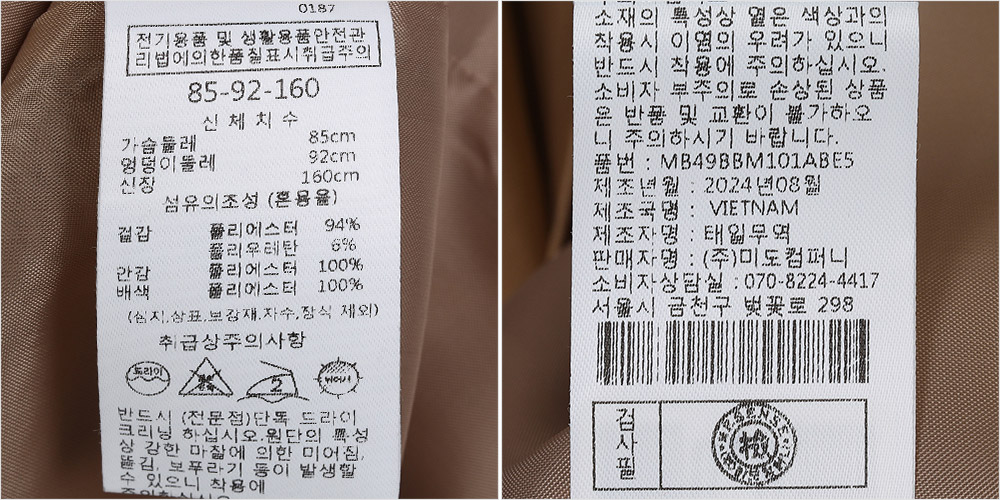 0187
전기용품 및 생활용품안전관
리법에의한품질표시취급주의
85-92-160
신체치수
가슴둘레 85cm
엉덩이둘레 92cm
신장 160cm
섬유의조성 (혼용율)
겉감 폴리에스터 94%
폴리우레탄 6%
안감 폴리에스터 100%
배색 폴리에스터 100%
(심지,상표,보강재,자수,장식 제외)
취급상주의사항
드라이
2
뉘어서
반드시 (전문점)단독 드라이
크리닝 하십시오.원단의 특성
상 강한 마찰에 의한 미어짐,
뜯김, 보푸라기 등이 발생할
수 있으니 착용에
소재의 특성상 옅은 색상과의
착용시 이염의 우려가 있으니
반드시 착용에 주의하십시오.
소비자 부주의로 손상된 상품
은 반품 및 교환이 불가하오
니 주의하시기 바랍니다.
품번 : MB49BBM101ABE5
제조년월 : 2024년08월
제조국명 : VIETNAM
제조자명 : 태일무역
판매자명 : (주)미도컴퍼니
소비자상담실 : 070-8224-4417
서울시 금천구 벚꽃로 298
검사필
檢